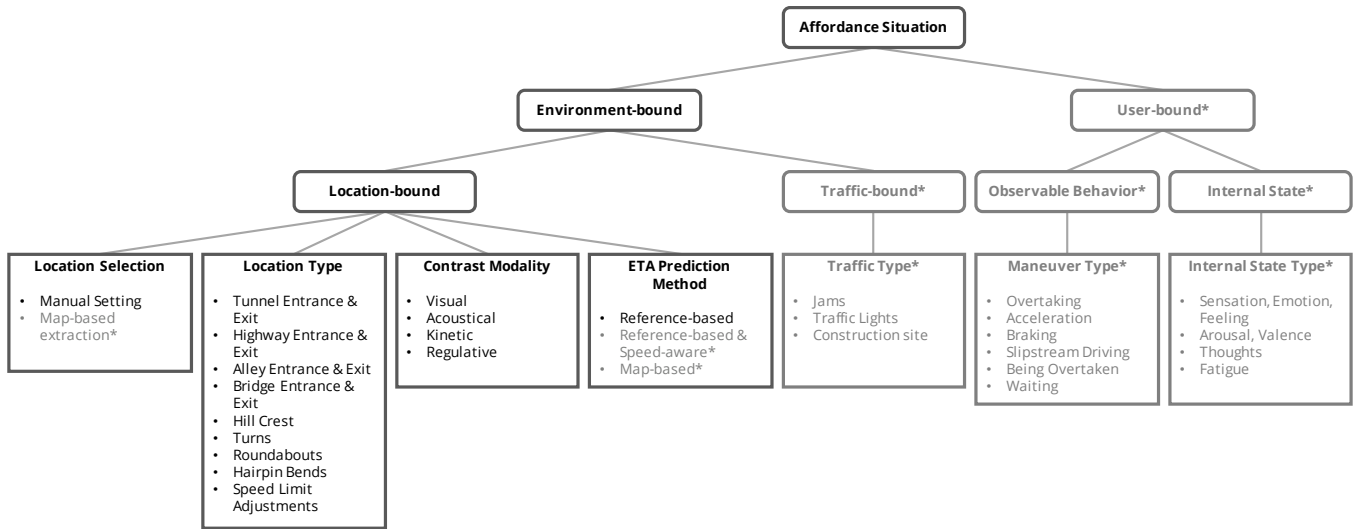 Affordance Situation
Environment-bound
User-bound*
Location-bound
Traffic-bound*
Observable Behavior*
Internal State*
Location Selection
• Manual Setting
• Map-based
extraction*
Location Type
• Tunnel Entrance &
Exit
• Highway Entrance &
Exit
• Alley Entrance & Exit
• Bridge Entrance &
Exit
• Hill Crest
• Turns
• Roundabouts
• Hairpin Bends
• Speed Limit
Adjustments
Contrast Modality
• Visual
• Acoustical
• Kinetic
• Regulative
ETA Prediction
Method
• Reference-based
• Reference-based &
Speed-aware*
• Map-based*
Traffic Type*
• Jams
• Traffic Lights
• Construction site
Maneuver Type*
• Overtaking
• Acceleration
• Braking
• Slipstream Driving
• Being Overtaken
• Waiting
Internal State Type*
• Sensation, Emotion,
Feeling
• Arousal, Valence
• Thoughts
• Fatigue